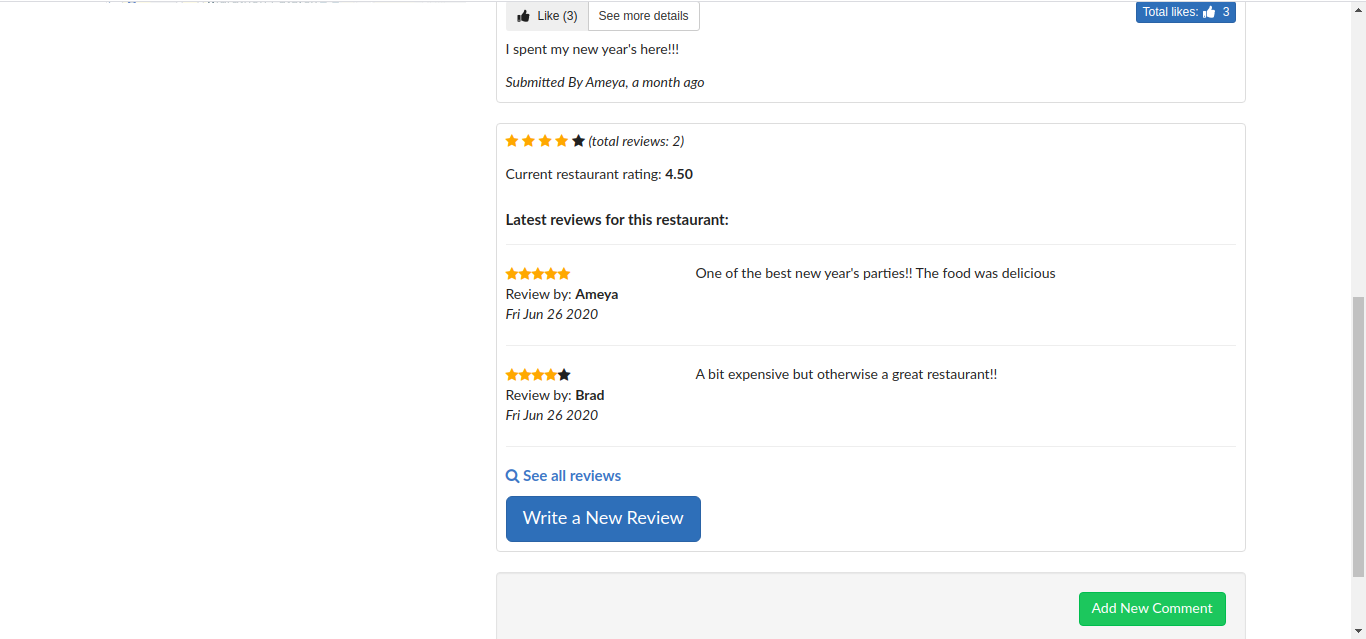 Like (3) See more details Total likes: 3
I spent my new year's here!!!
Submitted By Ameya, a month ago
(total reviews: 2)
Current restaurant rating: 4.50
Latest reviews for this restaurant:
One of the best new year's parties!! The food was delicious
Review by: Ameya
Fri Jun 26 2020
A bit expensive but otherwise a great restaurant!!
Review by: Brad
Fri Jun 26 2020
See all reviews
Write a New Review
Add New Comment